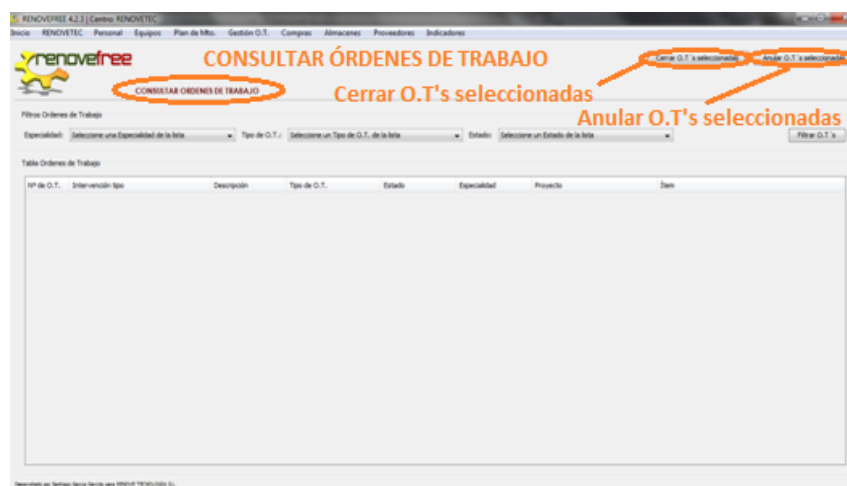 RENOVEFREE 4.2.3 | Centro: RENOVETEC
Inicio RENOVETEC Personal Equipos Plan de Mto. Gestión O.T. Compras Almacenes Proveedores Indicadores
renovefree
CONSULTAR ÓRDENES DE TRABAJO
Cerrar O.T´s seleccionadas
Anular O.T´s seleccionadas
CONSULTAR ORDENES DE TRABAJO
Cerrar O.T's seleccionadas
Anular O.T's seleccionadas
Filtros Ordenes de Trabajo
Especialidad: Seleccione una Especialidad de la lista Tipo de O.T.: Seleccione un Tipo de O.T. de la lista Estado: Seleccione un Estado de la lista Filtrar O.T´s
Tabla Ordenes de Trabajo
Nº de O.T. Intervención tipo Descripción Tipo de O.T. Estado Especialidad Proyecto Ítem